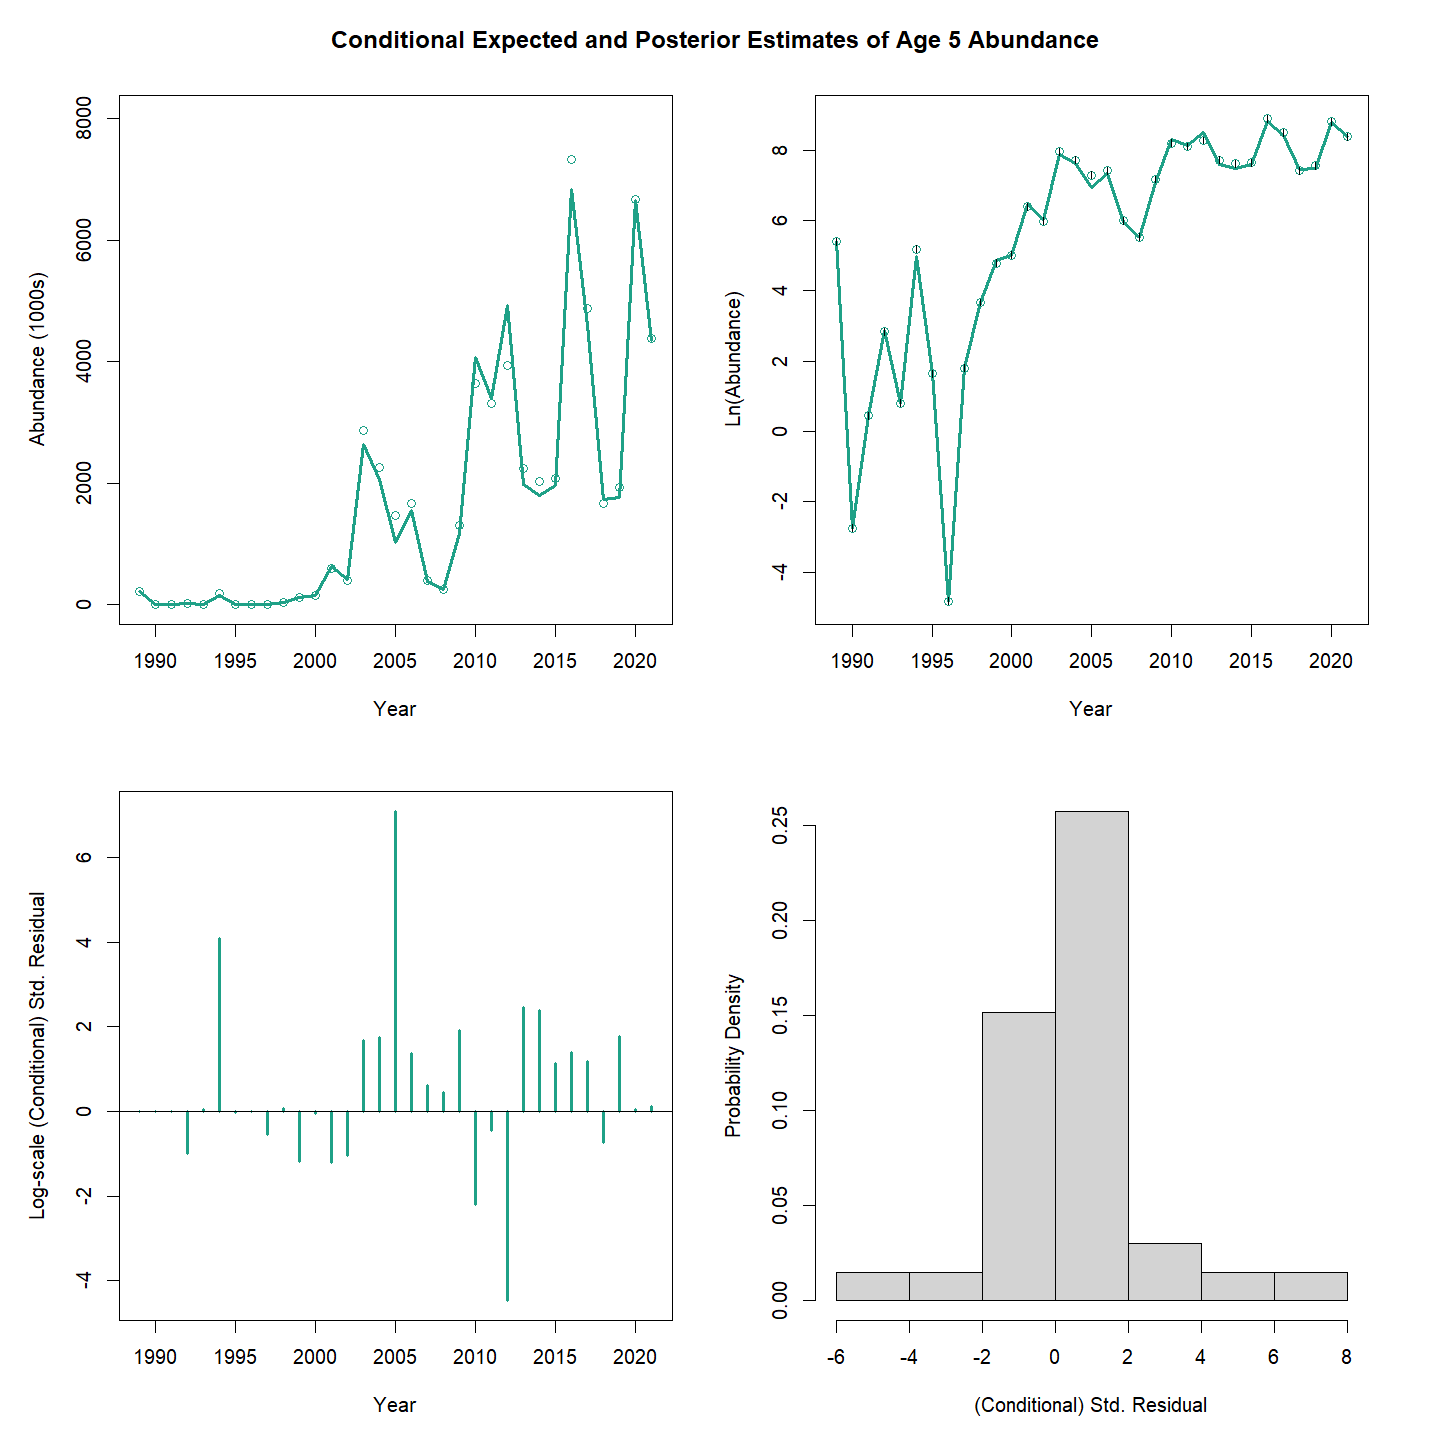 Conditional Expected and Posterior Estimates of Age 5 Abundance
Abundance (1000s)
8000
6000
4000
2000
0
1990 1995 2000 2005 2010 2015 2020
Year
Ln(Abundance)
8
6
4
2
0
-2
-4
1990 1995 2000 2005 2010 2015 2020
Year
Log-scale (Conditional) Std. Residual
6
4
2
0
-2
-4
1990 1995 2000 2005 2010 2015 2020
Year
Probability Density
0.25
0.20
0.15
0.10
0.05
0.00
-6 -4 -2 0 2 4 6 8
(Conditional) Std. Residual